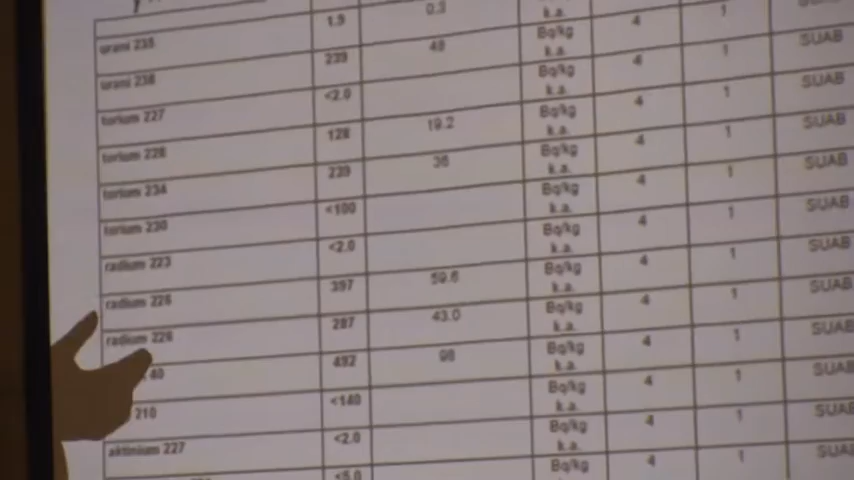 urani 235 1.9 0.3 k.a. 4 1
urani 238 239 48 Bq/kg k.a. 4 1 SUAB
torium 227 <2.0 Bq/kg k.a. 4 1 SUAB
torium 228 128 19.2 Bq/kg k.a. 4 1 SUAB
torium 234 239 36 Bq/kg k.a. 4 1 SUAB
torium 230 <100 Bq/kg k.a. 4 1 SUAB
radium 223 <2.0 Bq/kg k.a. 4 1 SUAB
radium 226 397 59.6 Bq/kg k.a. 4 1 SUAB
radium 228 287 43.0 Bq/kg k.a. 4 1 SUAB
40 492 98 Bq/kg k.a. 4 1 SUAB
210 <140 Bq/kg k.a. 4 1 SUAB
aktinium 227 <2.0 Bq/kg k.a. 4 1 SUAB
<5.0 Bq/kg 4 1 SUAB